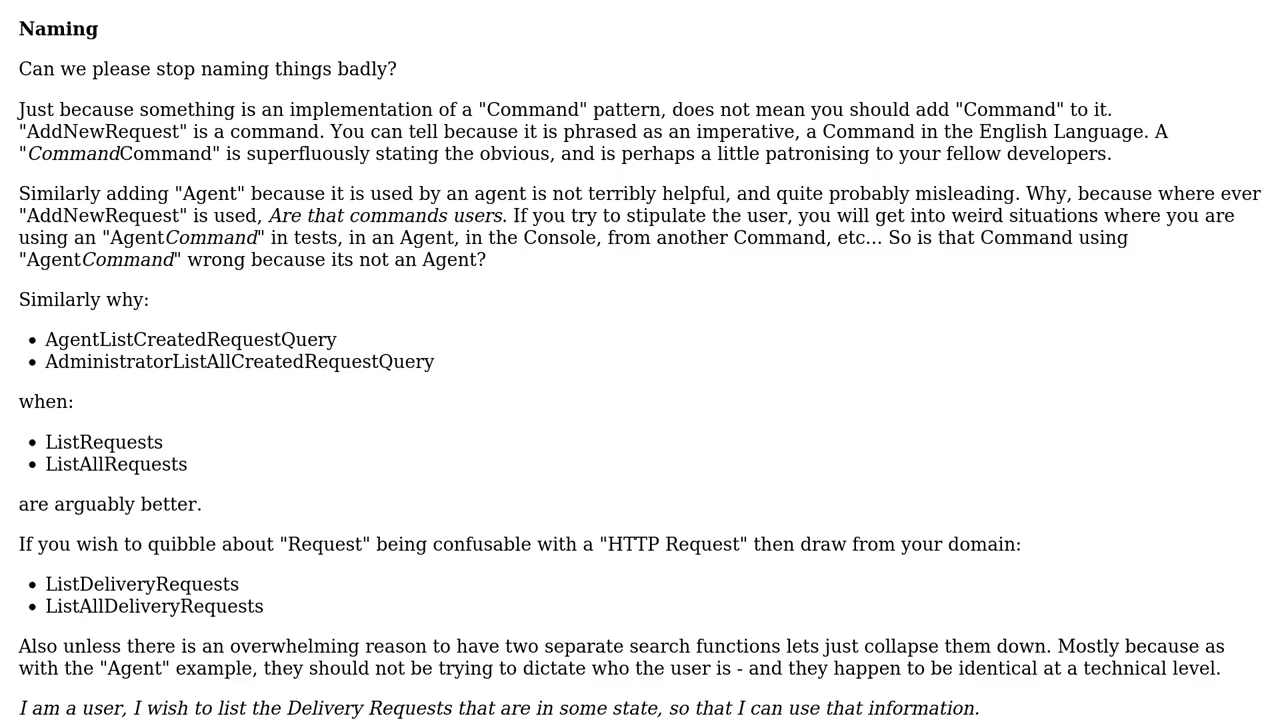 Naming
Can we please stop naming things badly?
Just because something is an implementation of a "Command" pattern, does not mean you should add "Command" to it.
"AddNewRequest" is a command. You can tell because it is phrased as an imperative, a Command in the English Language. A
"CommandCommand" is superfluously stating the obvious, and is perhaps a little patronising to your fellow developers.
Similarly adding "Agent" because it is used by an agent is not terribly helpful, and quite probably misleading. Why, because where ever
"AddNewRequest" is used, Are that commands users. If you try to stipulate the user, you will get into weird situations where you are
using an "AgentCommand" in tests, in an Agent, in the Console, from another Command, etc... So is that Command using
"AgentCommand" wrong because its not an Agent?
Similarly why:
• AgentListCreatedRequestQuery
• AdministratorListAllCreatedRequestQuery
when:
• ListRequests
• ListAllRequests
are arguably better.
If you wish to quibble about "Request" being confusable with a "HTTP Request" then draw from your domain:
• ListDeliveryRequests
• ListAllDeliveryRequests
Also unless there is an overwhelming reason to have two separate search functions lets just collapse them down. Mostly because as
with the "Agent" example, they should not be trying to dictate who the user is - and they happen to be identical at a technical level.
I am a user, I wish to list the Delivery Requests that are in some state, so that I can use that information.